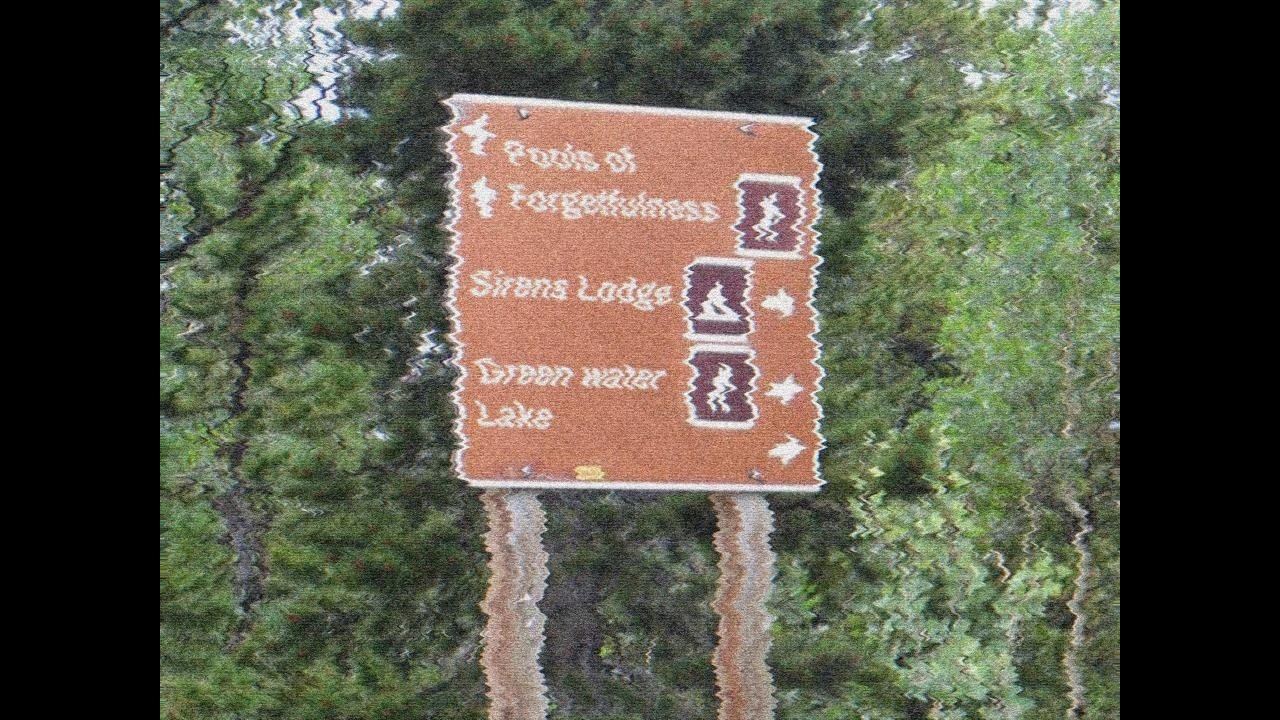 Pools of
Forgetfulness
Sirens Lodge
Green water
Lake